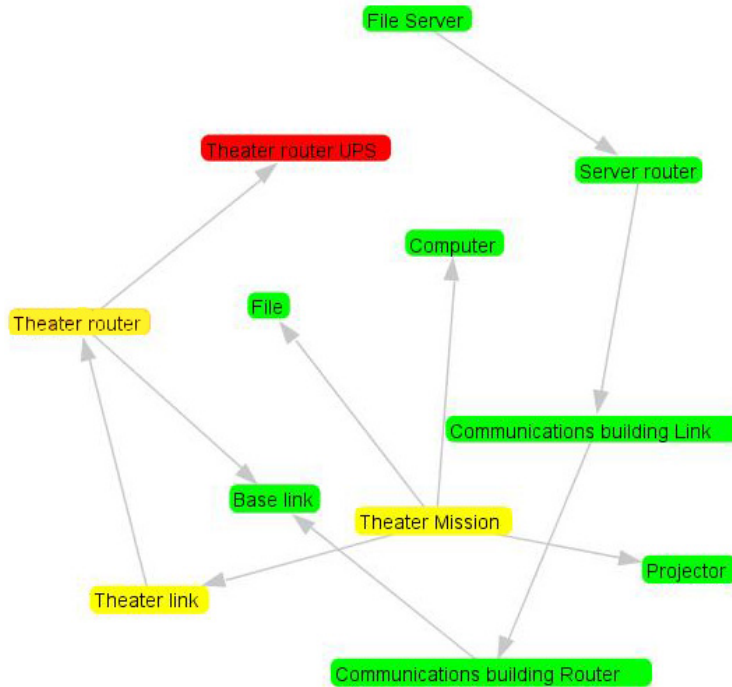 File Server
Theater router UPS
Server router
Computer
File
Theater router
Communications building Link
Base link
Theater Mission
Projector
Theater link
Communications building Router